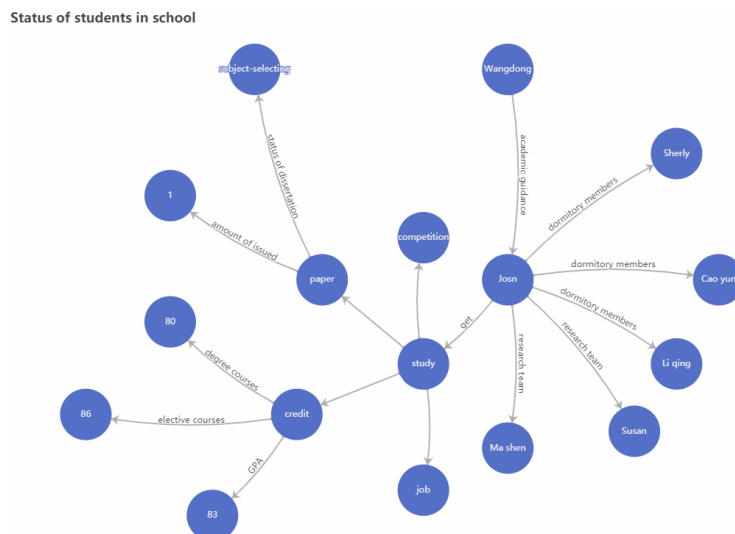 Status of students in school
subject-selecting
Wangdong
status of dissertation
academic guidance
Sherly
dormitory members
1
amount of issued
competition
paper
Josn
dormitory members
Cao yun
dormitory members
80
get
research team
research team
degree courses
study
Li qing
86
elective courses
credit
Susan
GPA
Ma shen
job
83